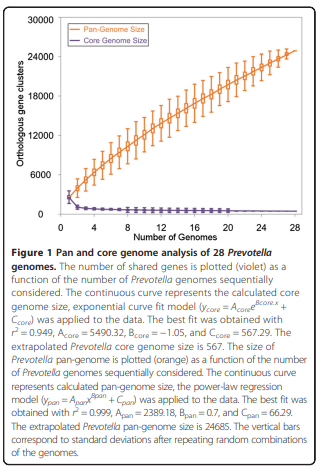 30000
Pan-Genome Size
Core Genome Size
24000
18000
12000
6000
0
Orthologous gene clusters
0 4 8 12 16 20 24 28
Number of Genomes
Figure 1 Pan and core genome analysis of 28 Prevotella
genomes. The number of shared genes is plotted (violet) as a
function of the number of Prevotella genomes sequentially
considered. The continuous curve represents the calculated core
genome size, exponential curve fit model (ycore = AcoreeBcore.x +
Ccore) was applied to the data. The best fit was obtained with
r2 = 0.949, Acore = 5490.32, Bcore = −1.05, and Ccore = 567.29. The
extrapolated Prevotella core genome size is 567. The size of
Prevotella pan-genome is plotted (orange) as a function of the number
of Prevotella genomes sequentially considered. The continuous curve
represents calculated pan-genome size, the power-law regression
model (ypan = ApanxBpan + Cpan) was applied to the data. The best fit was
obtained with r2 = 0.999, Apan = 2389.18, Bpan = 0.7, and Cpan = 66.29.
The extrapolated Prevotella pan-genome size is 24685. The vertical bars
correspond to standard deviations after repeating random combinations
of the genomes.